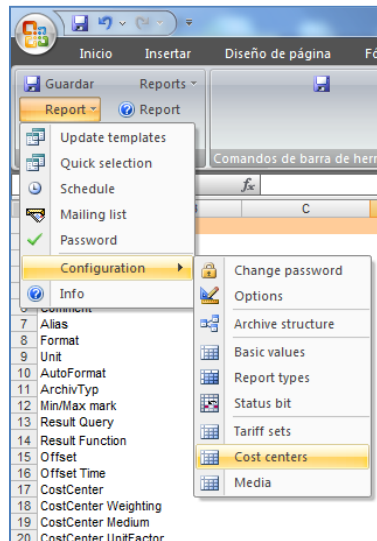 Inicio Insertar Diseño de página Fó
Guardar Reports
Report Report
Comandos de barra de herr
Update templates
Quick selection
Schedule
Mailing list
Password
Configuration
Info
Change password
Options
Archive structure
Basic values
Report types
Status bit
Tariff sets
Cost centers
Media
fx
C
6 Comment
7 Alias
8 Format
9 Unit
10 AutoFormat
11 ArchivTyp
12 Min/Max mark
13 Result Query
14 Result Function
15 Offset
16 Offset Time
17 CostCenter
18 CostCenter Weighting
19 CostCenter Medium
20 CostCenter UnitFactor